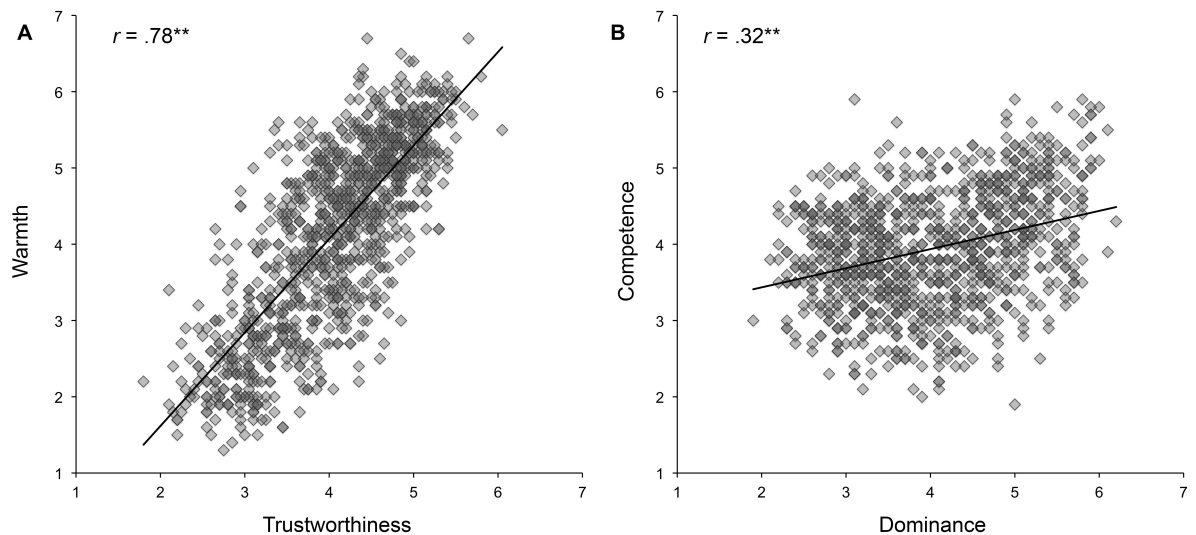 A
r = .78**
7
6
5
4
3
2
1
Warmth
1 2 3 4 5 6 7
Trustworthiness
B
r = .32**
7
6
5
4
3
2
1
Competence
1 2 3 4 5 6 7
Dominance